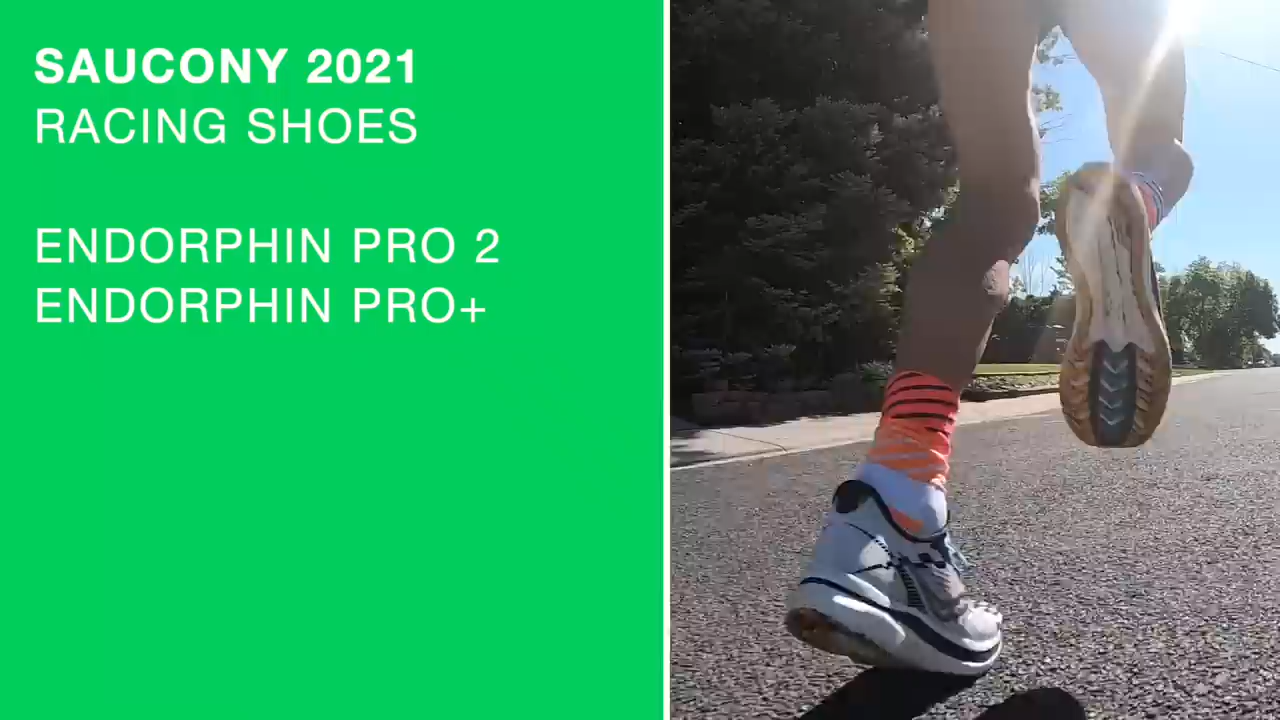 SAUCONY 2021
RACING SHOES
ENDORPHIN PRO 2
ENDORPHIN PRO+